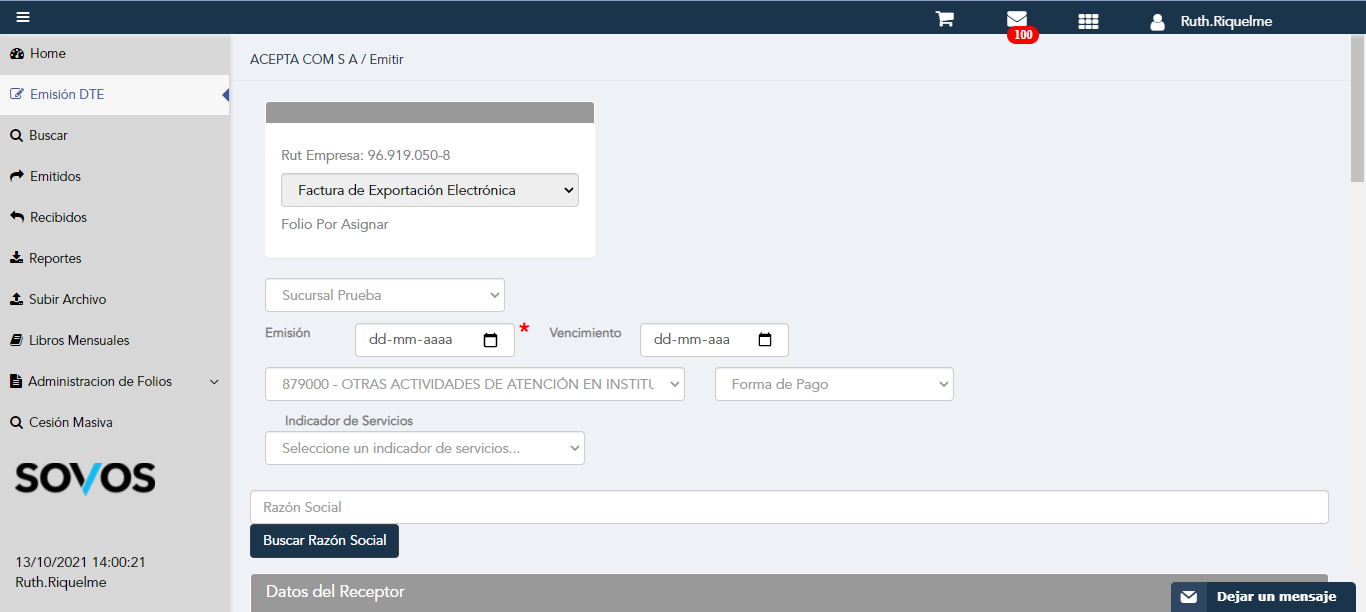 Ruth.Riquelme
100
Home
Emisión DTE
Buscar
Emitidos
Recibidos
Reportes
Subir Archivo
Libros Mensuales
Administracion de Folios
Cesión Masiva
SOVOS
13/10/2021 14:00:21
Ruth.Riquelme
ACEPTA COM S A / Emitir
Rut Empresa: 96.919.050-8
Factura de Exportación Electrónica
Folio Por Asignar
Sucursal Prueba
Emisión dd-mm-aaaa * Vencimiento dd-mm-aaa
879000 - OTRAS ACTIVIDADES DE ATENCIÓN EN INSTITU Forma de Pago
Indicador de Servicios
Seleccione un indicador de servicios...
Razón Social
Buscar Razón Social
Datos del Receptor
Dejar un mensaje